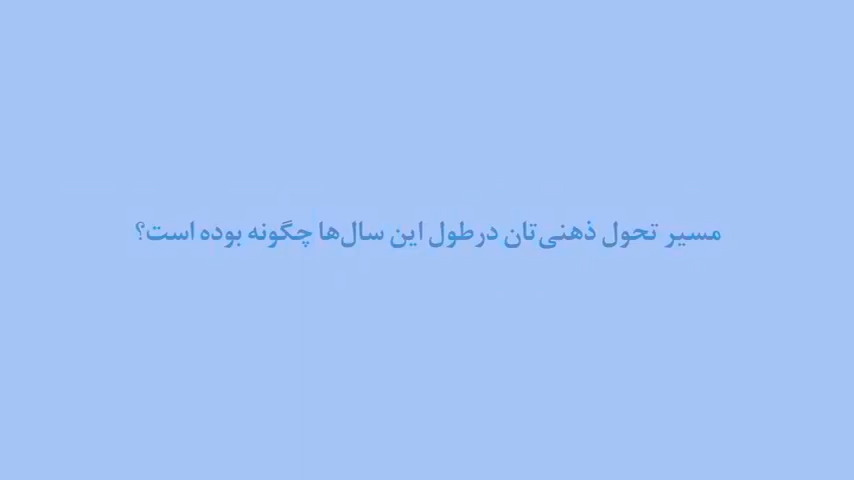 مسیر تحول ذهنی‌تان درطول این سال‌ها چگونه بوده است؟